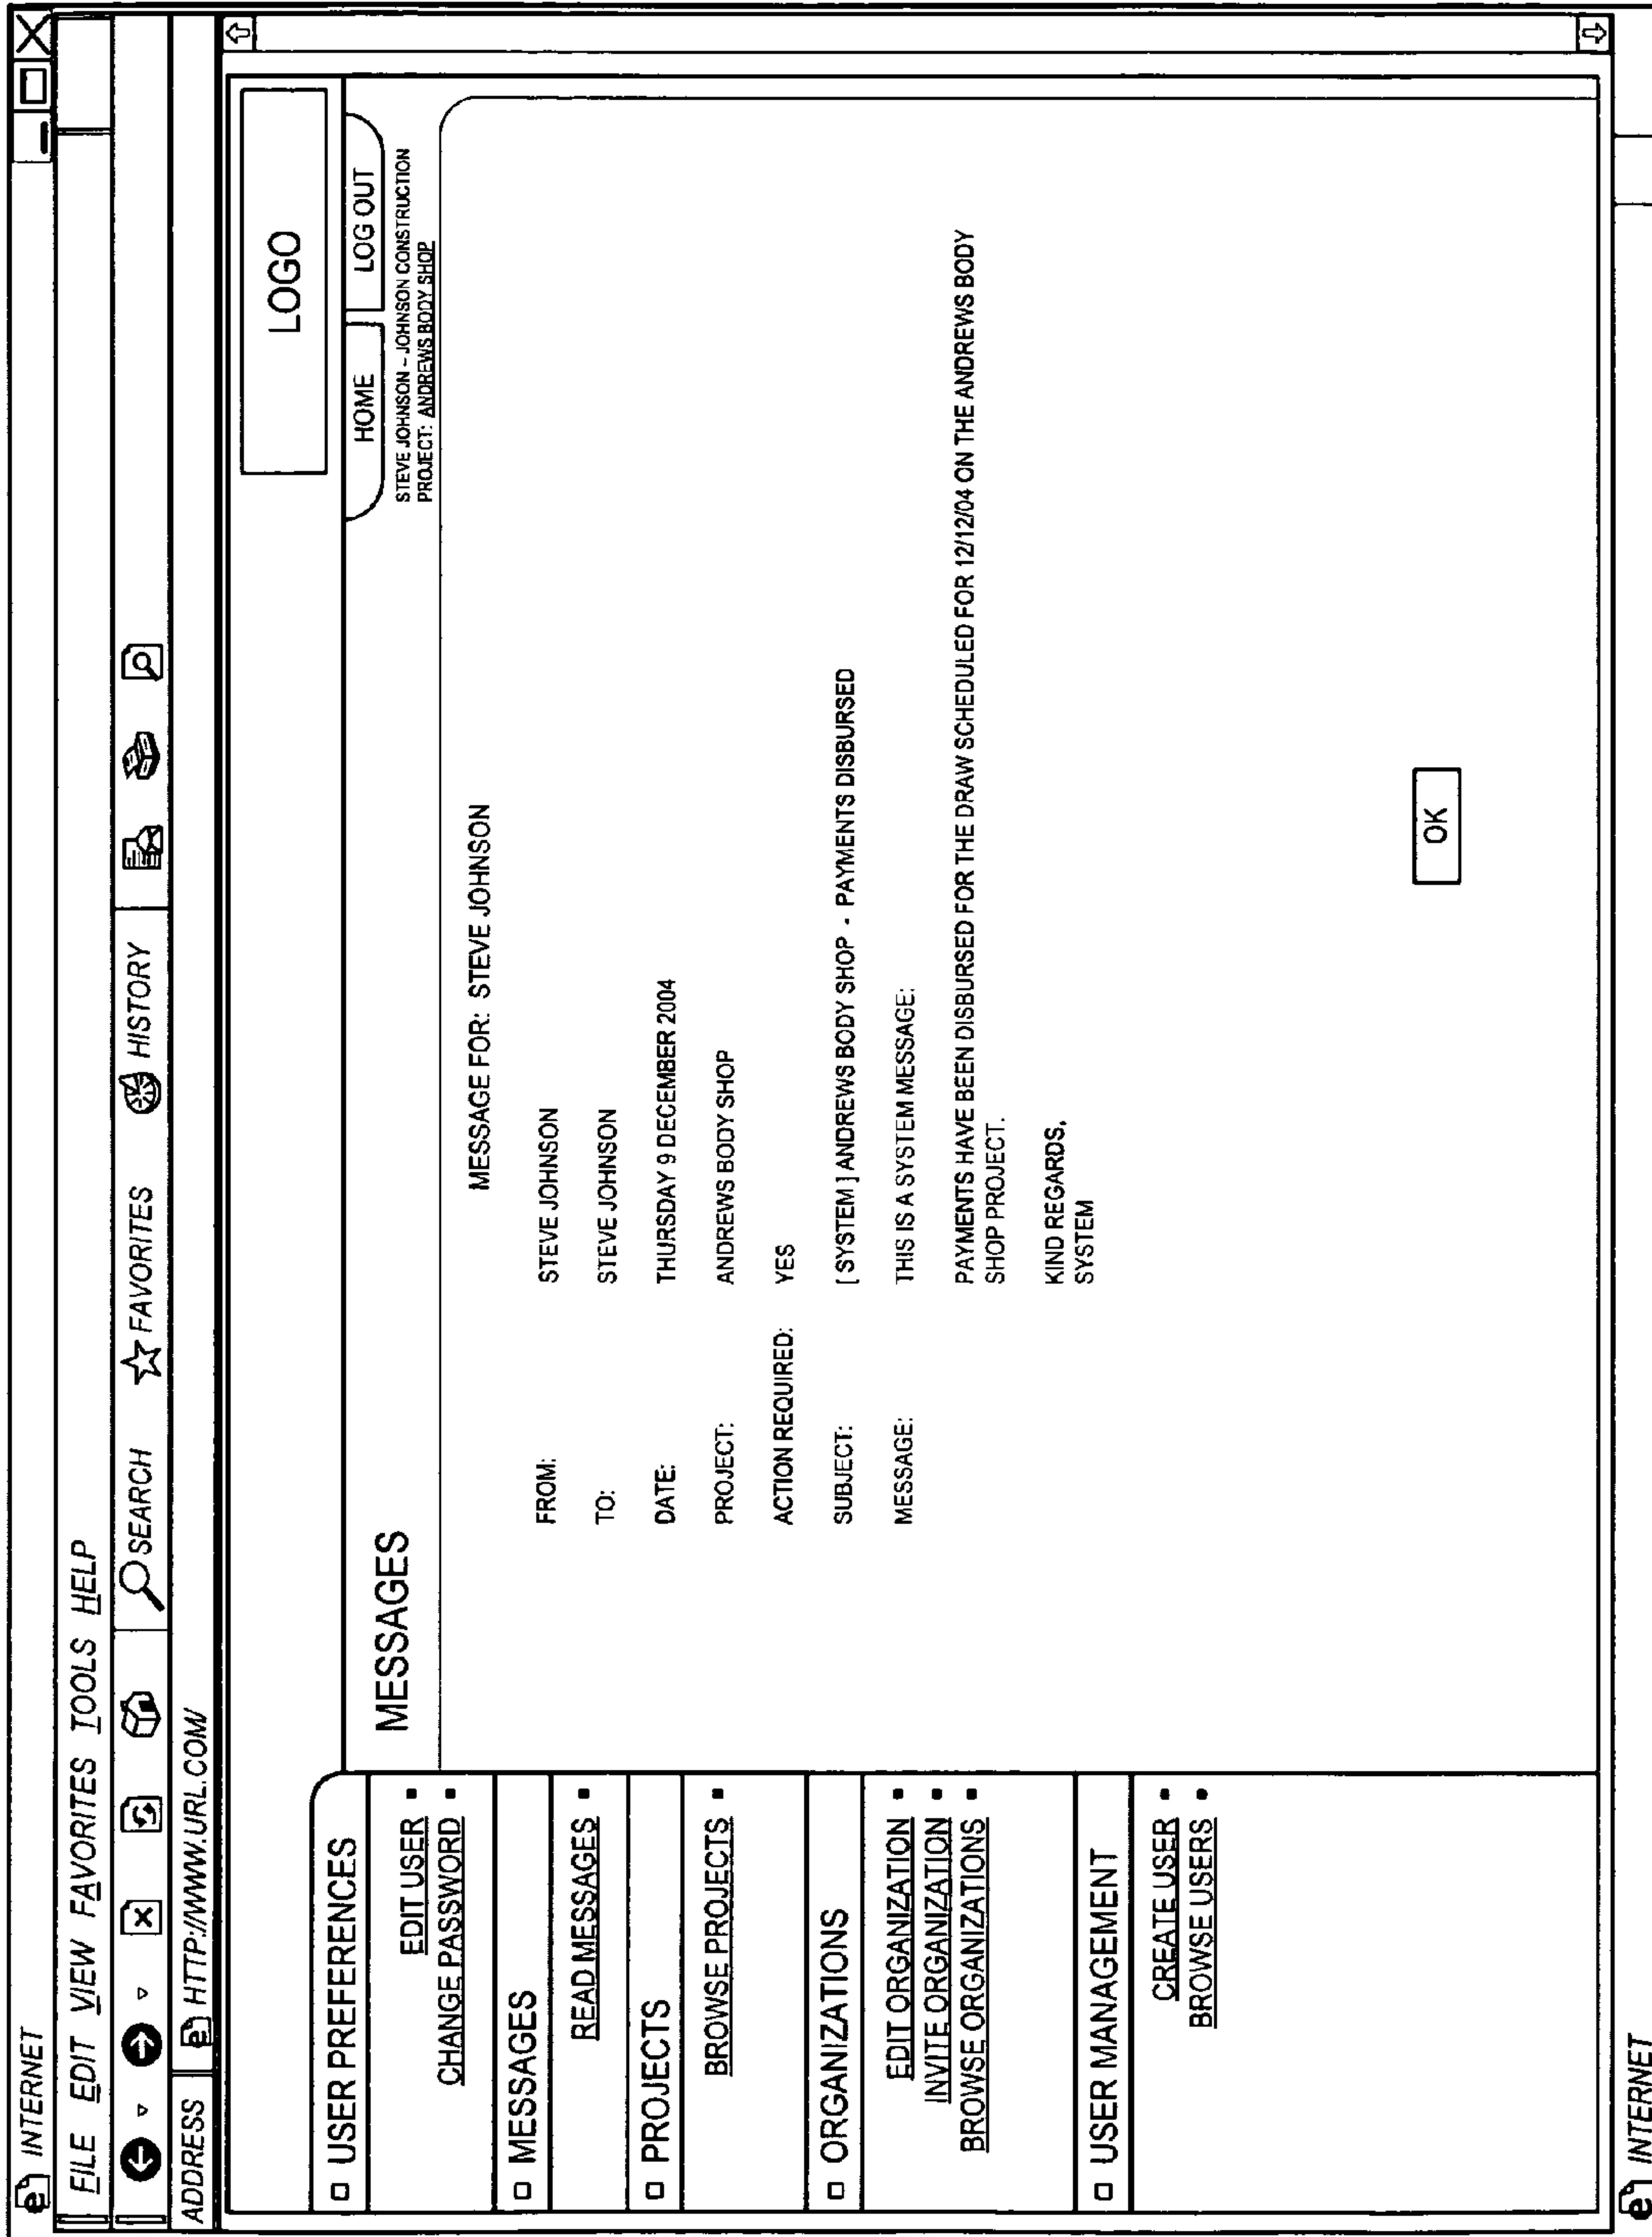 INTERNET
FILE EDIT VIEW FAVORITES TOOLS HELP
SEARCH FAVORITES HISTORY
ADDRESS HTTP://WWW.URL.COM/
LOGO
HOME LOG OUT
STEVE JOHNSON – JOHNSON CONSTRUCTION
PROJECT: ANDREWS BODY SHOP
USER PREFERENCES
EDIT USER
CHANGE PASSWORD
MESSAGES
READ MESSAGES
PROJECTS
BROWSE PROJECTS
ORGANIZATIONS
EDIT ORGANIZATION
INVITE ORGANIZATION
BROWSE ORGANIZATIONS
USER MANAGEMENT
CREATE USER
BROWSE USERS
MESSAGES
MESSAGE FOR: STEVE JOHNSON
FROM: STEVE JOHNSON
TO: STEVE JOHNSON
DATE: THURSDAY 9 DECEMBER 2004
PROJECT: ANDREWS BODY SHOP
ACTION REQUIRED: YES
SUBJECT: [ SYSTEM ] ANDREWS BODY SHOP - PAYMENTS DISBURSED
MESSAGE: THIS IS A SYSTEM MESSAGE:
PAYMENTS HAVE BEEN DISBURSED FOR THE DRAW SCHEDULED FOR 12/12/04 ON THE ANDREWS BODY
SHOP PROJECT.
KIND REGARDS,
SYSTEM
OK
INTERNET